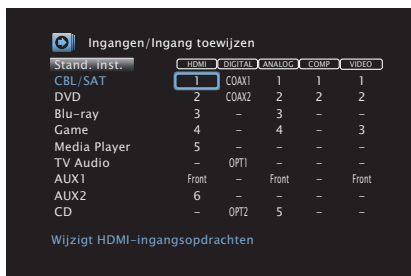 Ingangen/Ingang toewijzen
Stand. inst. HDMI DIGITAL ANALOG COMP VIDEO
CBL/SAT 1 COAX1 1 1 1
DVD 2 COAX2 2 2 2
Blu-ray 3 – 3 – –
Game 4 – 4 – 3
Media Player 5 – – – –
TV Audio – OPT1 – – –
AUX1 Front – Front – Front
AUX2 6 – – – –
CD – OPT2 5 – –
Wijzigt HDMI-ingangsopdrachten